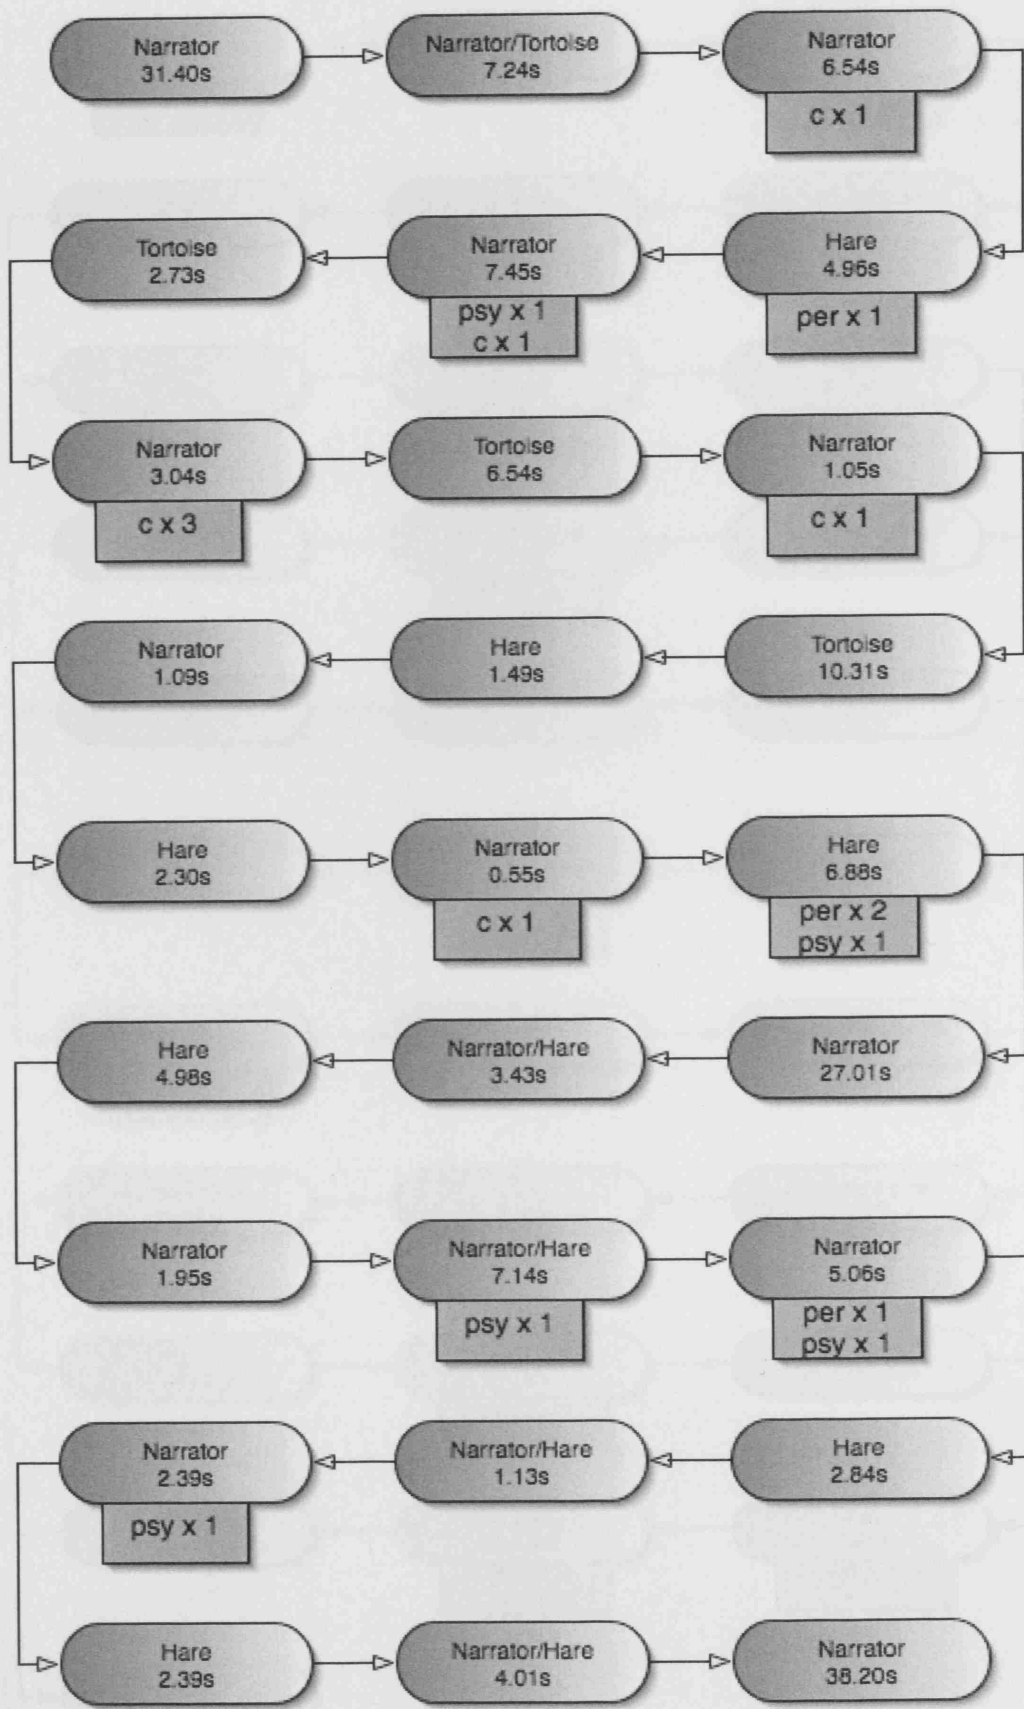 Narrator
31.40s
Narrator/Tortoise
7.24s
Narrator
6.54s
c x 1
Hare
4.96s
per x 1
Narrator
7.45s
psy x 1
c x 1
Tortoise
2.73s
Narrator
3.04s
c x 3
Tortoise
6.54s
Narrator
1.05s
c x 1
Tortoise
10.31s
Hare
1.49s
Narrator
1.09s
Hare
2.30s
Narrator
0.55s
c x 1
Hare
6.88s
per x 2
psy x 1
Narrator
27.01s
Narrator/Hare
3.43s
Hare
4.98s
Narrator
1.95s
Narrator/Hare
7.14s
psy x 1
Narrator
5.06s
per x 1
psy x 1
Hare
2.84s
Narrator/Hare
1.13s
Narrator
2.39s
psy x 1
Hare
2.39s
Narrator/Hare
4.01s
Narrator
38.20s